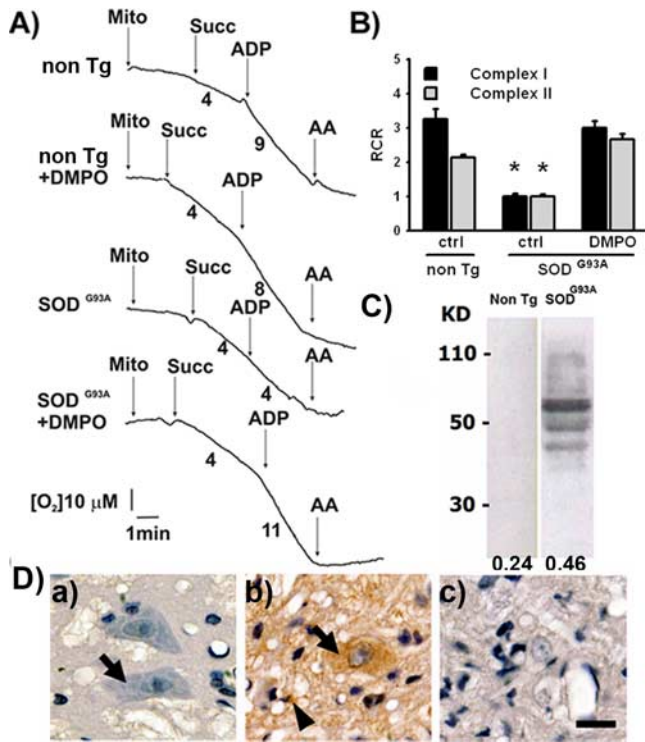 A)
Mito
Succ
ADP
non Tg
4
9
AA
Mito
Succ
non Tg
+DMPO
ADP
4
8
AA
SOD G93A
Mito
Succ
ADP
4
4
AA
SOD G93A
+DMPO
Mito
Succ
ADP
4
11
AA
[O₂]10 µM
1min
B)
Complex I
Complex II
RCR
5
4
3
2
1
0
* *
ctrl ctrl DMPO
non Tg SOD G93A
C)
KD Non Tg SOD G93A
110 -
50 -
30 -
0.24 0.46
D)
a) b) c)